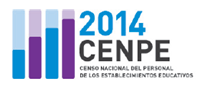 2014
CENPE
CENSO NACIONAL DEL PERSONAL
DE LOS ESTABLECIMIENTOS EDUCATIVOS